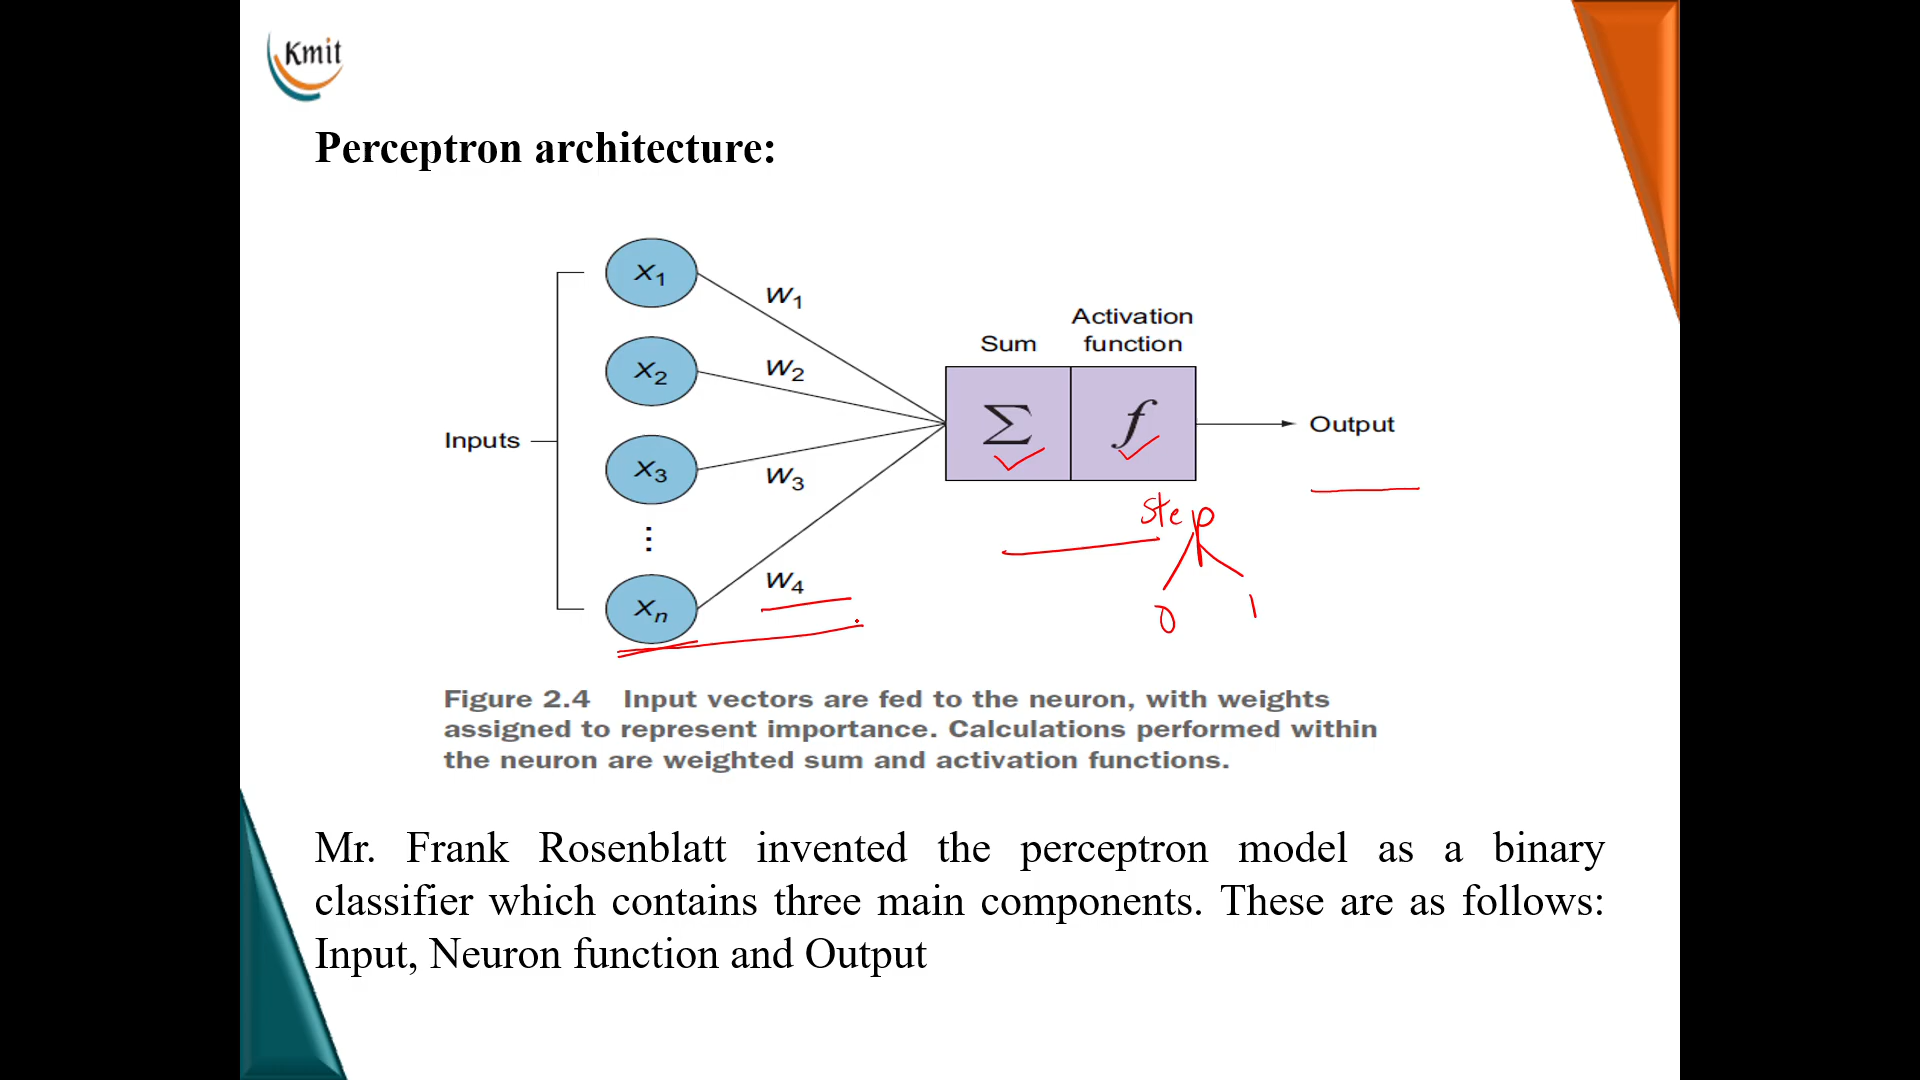 Kmit
Perceptron architecture:
x1
w1
Activation
Sum function
x2
w2
Σ f
Output
Inputs
x3
w3
step
⋮
w4
xn
0 1
Figure 2.4 Input vectors are fed to the neuron, with weights
assigned to represent importance. Calculations performed within
the neuron are weighted sum and activation functions.
Mr. Frank Rosenblatt invented the perceptron model as a binary
classifier which contains three main components. These are as follows:
Input, Neuron function and Output